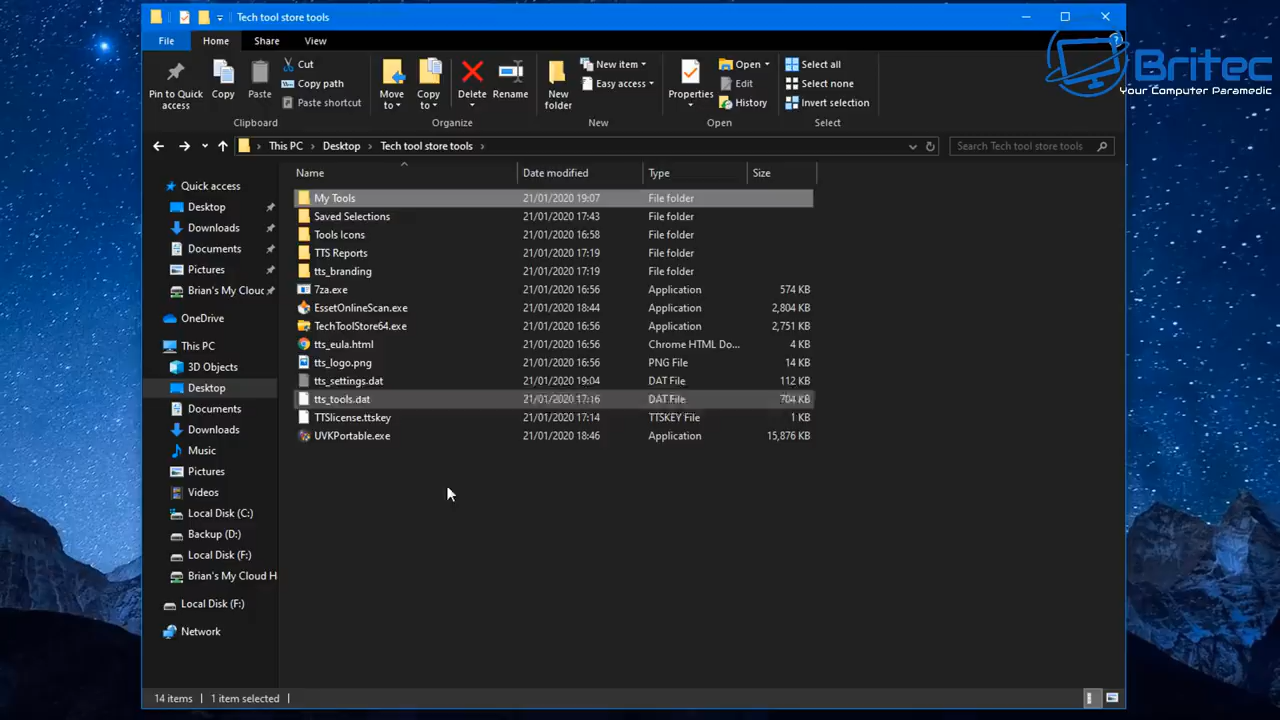 Tech tool store tools
File Home Share View
Pin to Quick access
Copy
Paste
Cut
Copy path
Paste shortcut
Clipboard
Move to
Copy to
Delete
Rename
Organize
New folder
New item
Easy access
New
Properties
Open
Edit
History
Open
Select all
Select none
Invert selection
Select
Britec
Your Computer Paramedic
This PC Desktop Tech tool store tools
Search Tech tool store tools
Quick access
Desktop
Downloads
Documents
Pictures
Brian's My Cloud
OneDrive
This PC
3D Objects
Desktop
Documents
Downloads
Music
Pictures
Videos
Local Disk (C:)
Backup (D:)
Local Disk (F:)
Brian's My Cloud H
Local Disk (F:)
Network
Name Date modified Type Size
My Tools 21/01/2020 19:07 File folder
Saved Selections 21/01/2020 17:43 File folder
Tools Icons 21/01/2020 16:58 File folder
TTS Reports 21/01/2020 17:19 File folder
tts_branding 21/01/2020 17:19 File folder
7za.exe 21/01/2020 16:56 Application 574 KB
EssetOnlineScan.exe 21/01/2020 18:44 Application 2,804 KB
TechToolStore64.exe 21/01/2020 16:56 Application 2,751 KB
tts_eula.html 21/01/2020 16:56 Chrome HTML Do... 4 KB
tts_logo.png 21/01/2020 16:56 PNG File 14 KB
tts_settings.dat 21/01/2020 19:04 DAT File 112 KB
tts_tools.dat 21/01/2020 17:16 DAT File 704 KB
TTSlicense.ttskey 21/01/2020 17:14 TTSKEY File 1 KB
UVKPortable.exe 21/01/2020 18:46 Application 15,876 KB
14 items 1 item selected